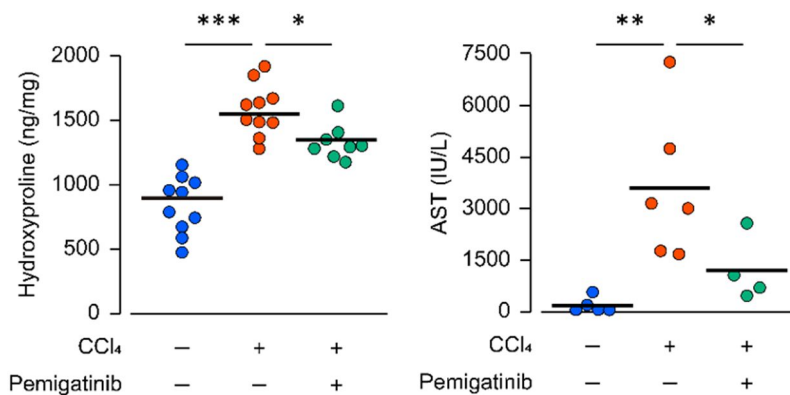 *** *
Hydroxyproline (ng/mg)
2000
1500
1000
500
0
CCl₄ – + +
Pemigatinib – – +
** *
AST (IU/L)
7500
6000
4500
3000
1500
0
CCl₄ – + +
Pemigatinib – – +